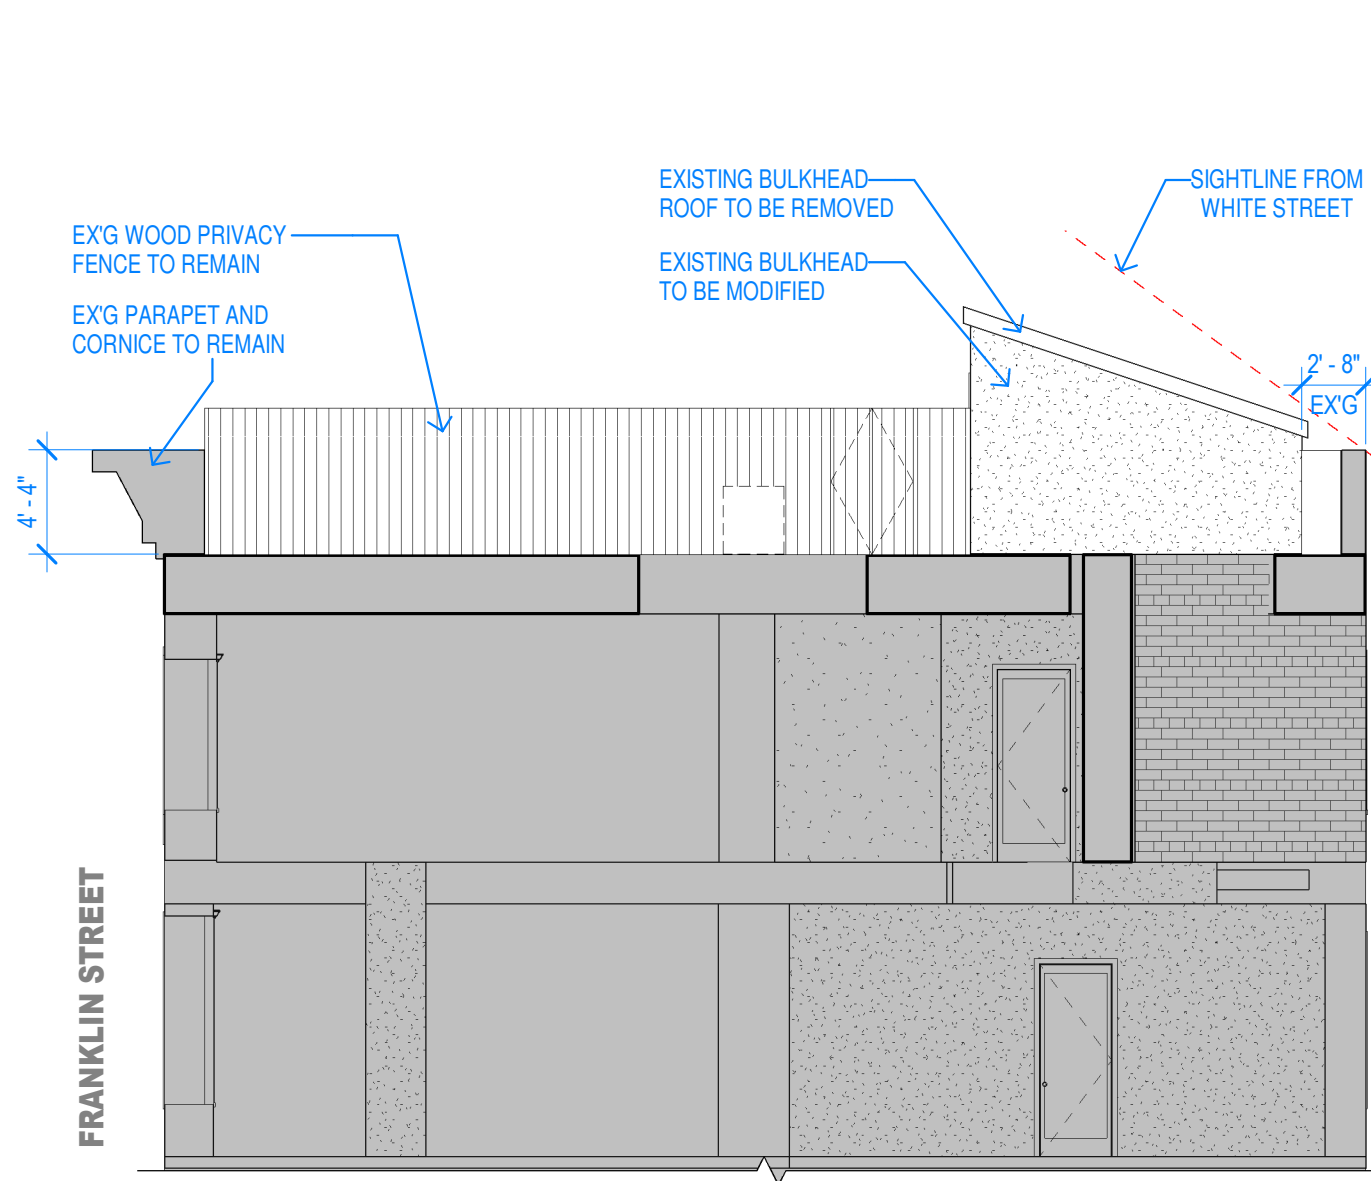 EXISTING BULKHEAD
ROOF TO BE REMOVED
SIGHTLINE FROM
WHITE STREET
EX'G WOOD PRIVACY
FENCE TO REMAIN
EXISTING BULKHEAD
TO BE MODIFIED
EX'G PARAPET AND
CORNICE TO REMAIN
2' - 8"
EX'G
4' - 4"
FRANKLIN STREET